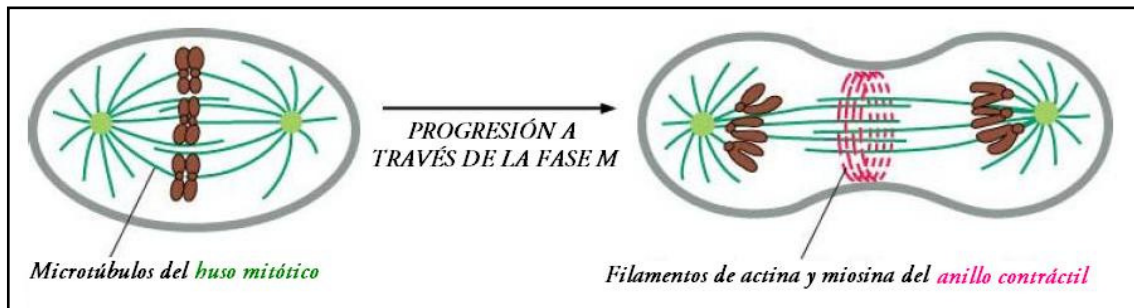 PROGRESIÓN A
TRAVÉS DE LA FASE M
Microtúbulos del huso mitótico
Filamentos de actina y miosina del anillo contráctil